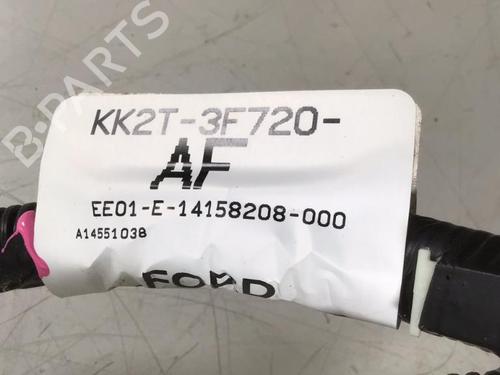 B-PARTS
KK2T-3F720-
AF
EE01-E-14158208-000
A14551038
FORD